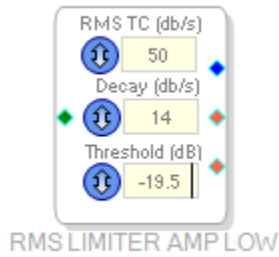 RMS TC (db/s)
50
Decay (db/s)
14
Threshold (dB)
-19.5
RMS LIMITER AMP LOW